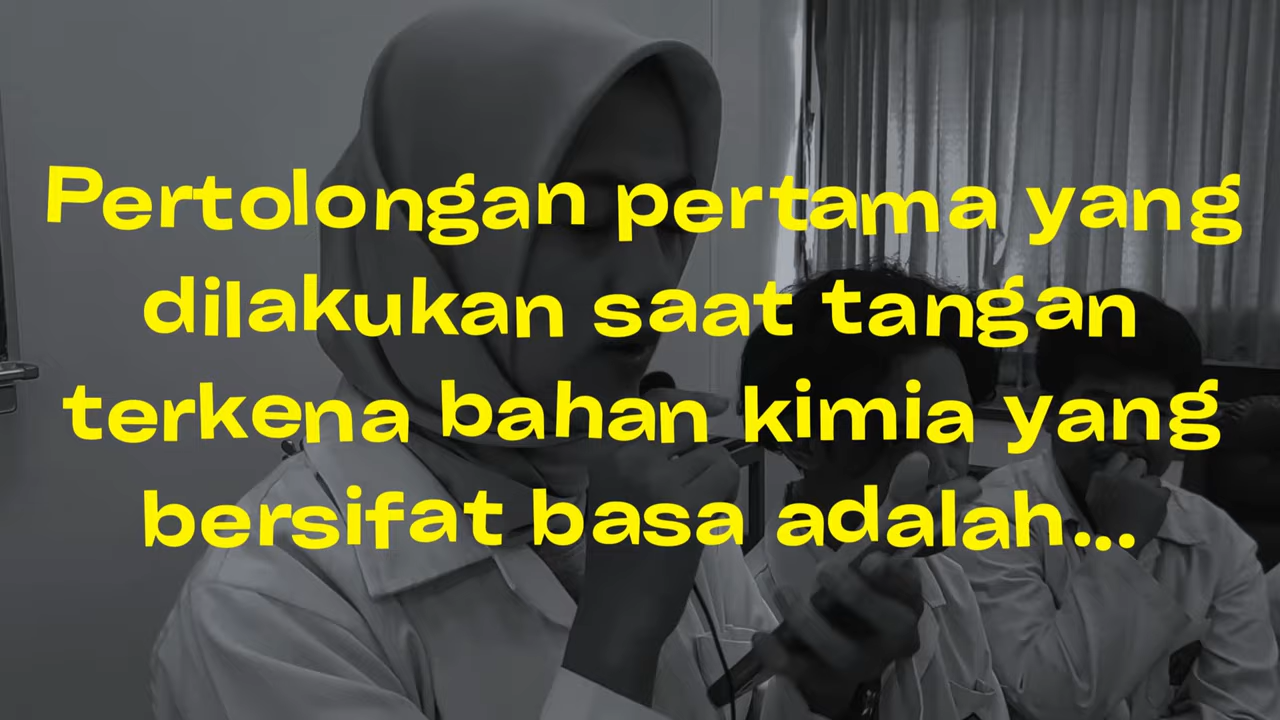 Pertolongan pertama yang
dilakukan saat tangan
terkena bahan kimia yang
bersifat basa adalah...